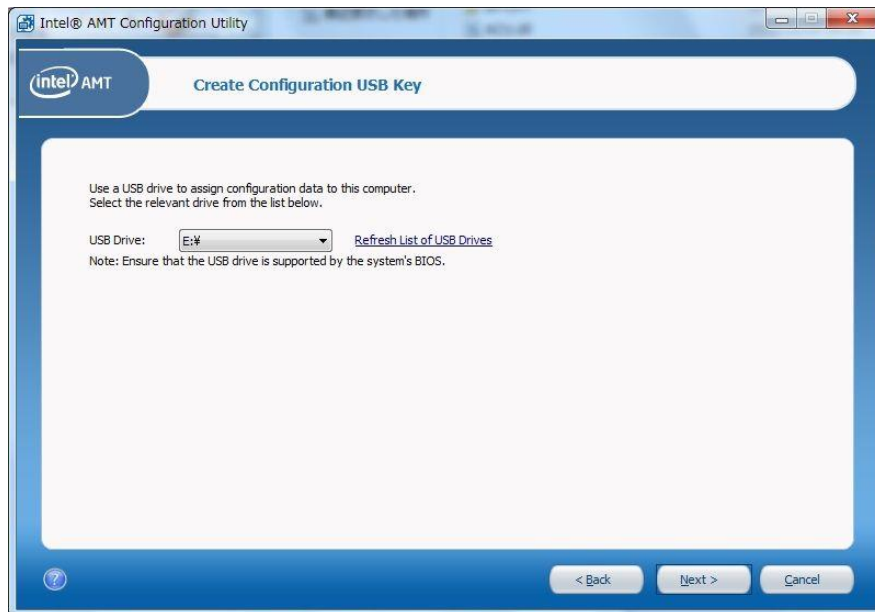 Intel® AMT Configuration Utility
intel AMT
Create Configuration USB Key
Use a USB drive to assign configuration data to this computer.
Select the relevant drive from the list below.
USB Drive: E:¥ Refresh List of USB Drives
Note: Ensure that the USB drive is supported by the system's BIOS.
?
< Back Next > Cancel